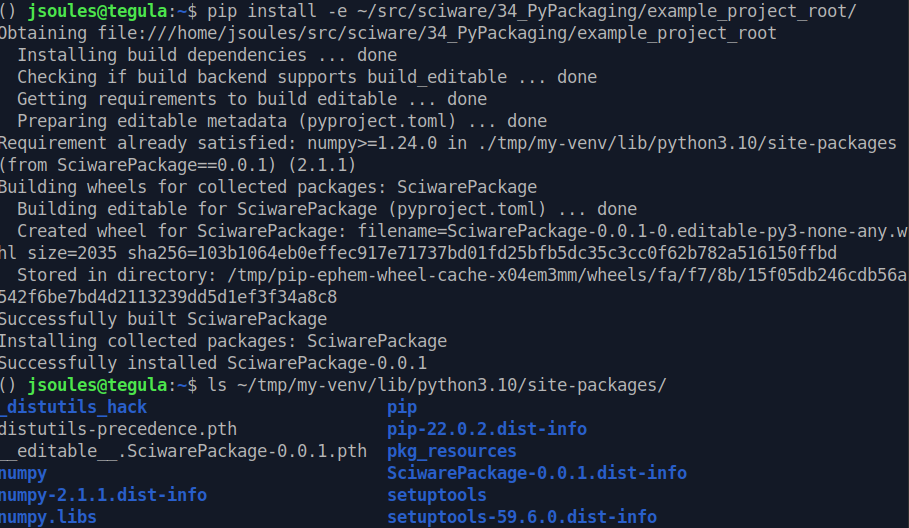 () jsoules@tegula:~$ pip install -e ~/src/sciware/34_PyPackaging/example_project_root/
Obtaining file:///home/jsoules/src/sciware/34_PyPackaging/example_project_root
  Installing build dependencies ... done
  Checking if build backend supports build_editable ... done
  Getting requirements to build editable ... done
  Preparing editable metadata (pyproject.toml) ... done
Requirement already satisfied: numpy>=1.24.0 in ./tmp/my-venv/lib/python3.10/site-packages
(from SciwarePackage==0.0.1) (2.1.1)
Building wheels for collected packages: SciwarePackage
  Building editable for SciwarePackage (pyproject.toml) ... done
  Created wheel for SciwarePackage: filename=SciwarePackage-0.0.1-0.editable-py3-none-any.w
hl size=2035 sha256=103b1064eb0effec917e71737bd01fd25bfb5dc35c3cc0f62b782a516150ffbd
  Stored in directory: /tmp/pip-ephem-wheel-cache-x04em3mm/wheels/fa/f7/8b/15f05db246cdb56a
542f6be7bd4d2113239dd5d1ef3f34a8c8
Successfully built SciwarePackage
Installing collected packages: SciwarePackage
Successfully installed SciwarePackage-0.0.1
() jsoules@tegula:~$ ls ~/tmp/my-venv/lib/python3.10/site-packages/
_distutils_hack                        pip
distutils-precedence.pth               pip-22.0.2.dist-info
__editable__.SciwarePackage-0.0.1.pth  pkg_resources
numpy                                  SciwarePackage-0.0.1.dist-info
numpy-2.1.1.dist-info                  setuptools
numpy.libs                             setuptools-59.6.0.dist-info